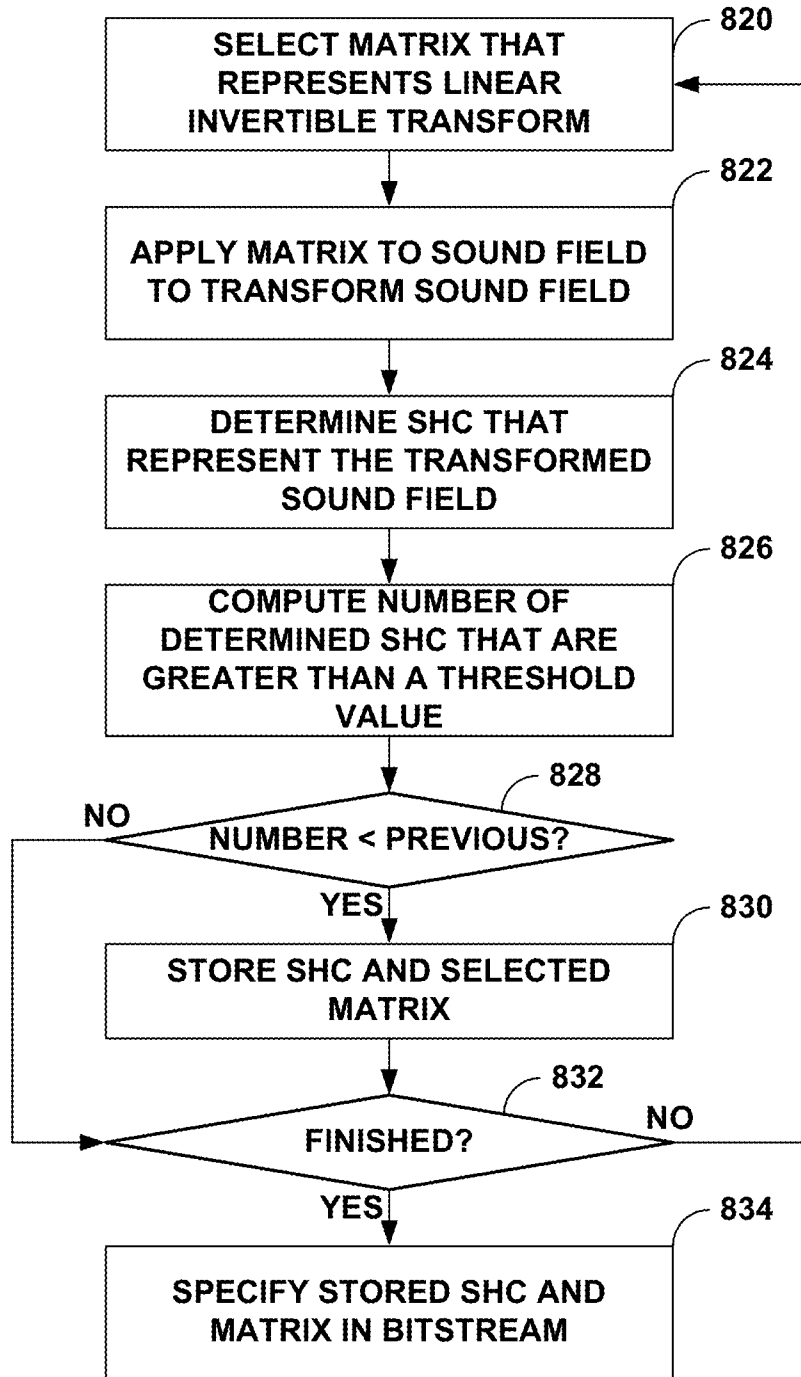 820
SELECT MATRIX THAT
REPRESENTS LINEAR
INVERTIBLE TRANSFORM
822
APPLY MATRIX TO SOUND FIELD
TO TRANSFORM SOUND FIELD
824
DETERMINE SHC THAT
REPRESENT THE TRANSFORMED
SOUND FIELD
826
COMPUTE NUMBER OF
DETERMINED SHC THAT ARE
GREATER THAN A THRESHOLD
VALUE
828
NO
NUMBER < PREVIOUS?
YES
830
STORE SHC AND SELECTED
MATRIX
832
NO
FINISHED?
YES
834
SPECIFY STORED SHC AND
MATRIX IN BITSTREAM